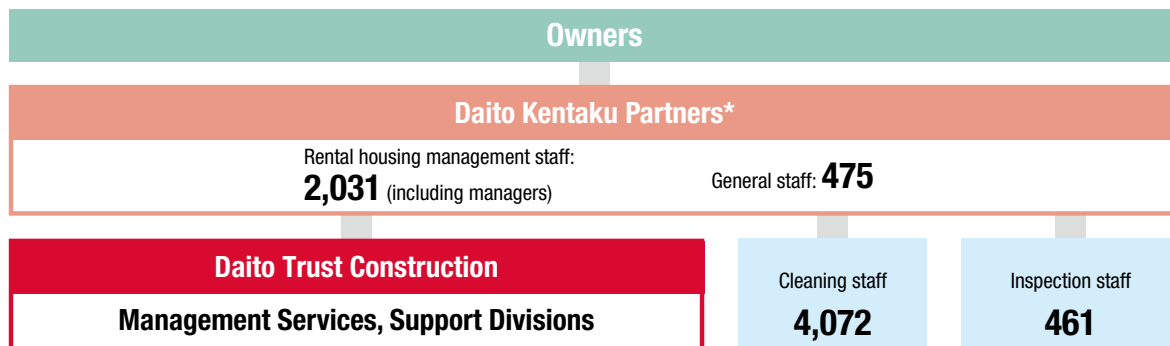 Owners
Daito Kentaku Partners*
Rental housing management staff:
2,031 (including managers)
General staff: 475
Daito Trust Construction
Management Services, Support Divisions
Cleaning staff
4,072
Inspection staff
461